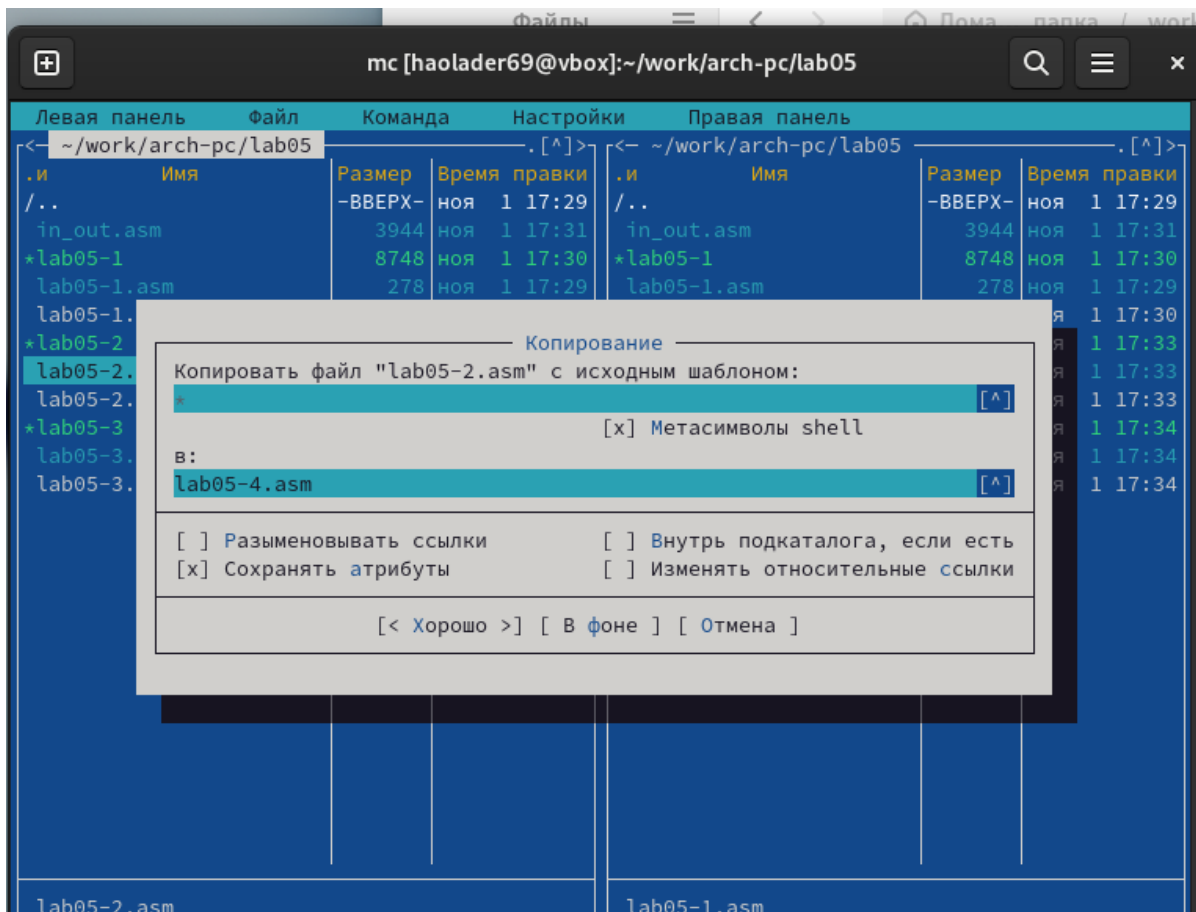 Файлы
Дома папка / work
mc [haolader69@vbox]:~/work/arch-pc/lab05
Левая панель Файл Команда Настройки Правая панель
<— ~/work/arch-pc/lab05 .[^]> <— ~/work/arch-pc/lab05 .[^]>
.и Имя Размер Время правки .и Имя Размер Время правки
/.. -ВВЕРХ- ноя 1 17:29 /.. -ВВЕРХ- ноя 1 17:29
in_out.asm 3944 ноя 1 17:31 in_out.asm 3944 ноя 1 17:31
*lab05-1 8748 ноя 1 17:30 *lab05-1 8748 ноя 1 17:30
lab05-1.asm 278 ноя 1 17:29 lab05-1.asm 278 ноя 1 17:29
lab05-1. я 1 17:30
*lab05-2 Копирование я 1 17:33
lab05-2. Копировать файл "lab05-2.asm" с исходным шаблоном: я 1 17:33
lab05-2. * [^] я 1 17:33
*lab05-3 [x] Метасимволы shell я 1 17:34
lab05-3. в: я 1 17:34
lab05-3. lab05-4.asm [^] я 1 17:34
[ ] Разыменовывать ссылки [ ] Внутрь подкаталога, если есть
[x] Сохранять атрибуты [ ] Изменять относительные ссылки
[< Хорошо >] [ В фоне ] [ Отмена ]
lab05-2.asm lab05-1.asm